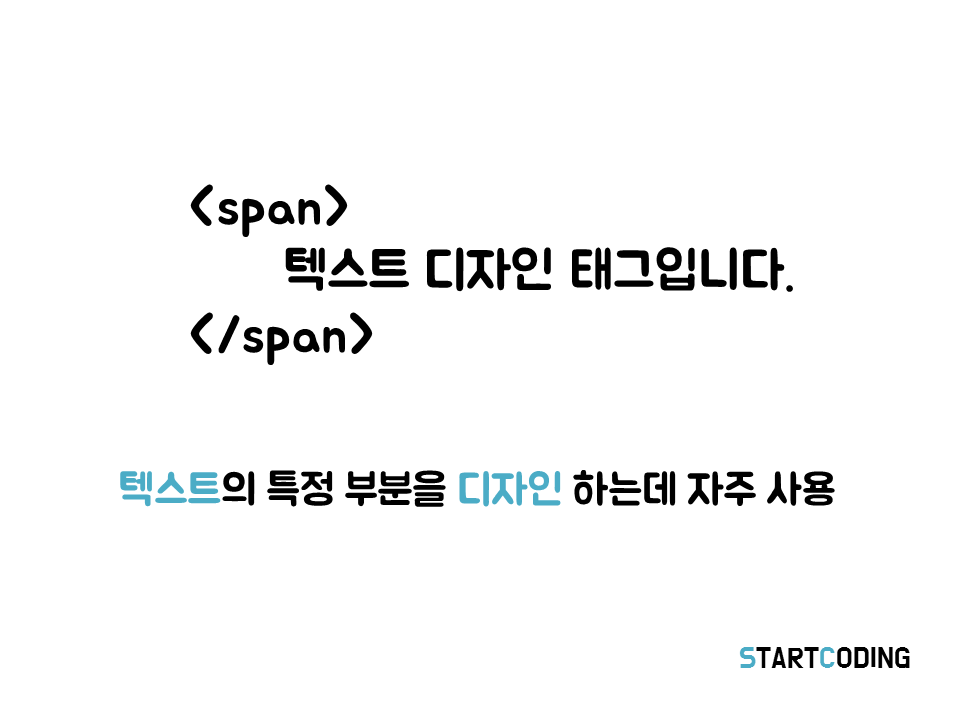 <span>
텍스트 디자인 태그입니다.
</span>
텍스트의 특정 부분을 디자인 하는데 자주 사용
STARTCODING